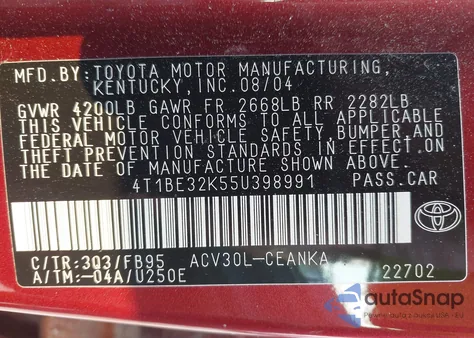 MFD.BY: TOYOTA MOTOR MANUFACTURING,
KENTUCKY, INC. 08/04
GVWR 4200LB GAWR FR 2668LB RR 2282LB
THIS VEHICLE CONFORMS TO ALL APPLICABLE
FEDERAL MOTOR VEHICLE SAFETY, BUMPER, AND
THEFT PREVENTION STANDARDS IN EFFECT ON
THE DATE OF MANUFACTURE SHOWN ABOVE.
4T1BE32K55U398991 PASS.CAR
C/TR: 3Q3/FB95 ACV30L-CEANKA
A/TM: -04A/U250E 22702
TOYOTA
autoSnap